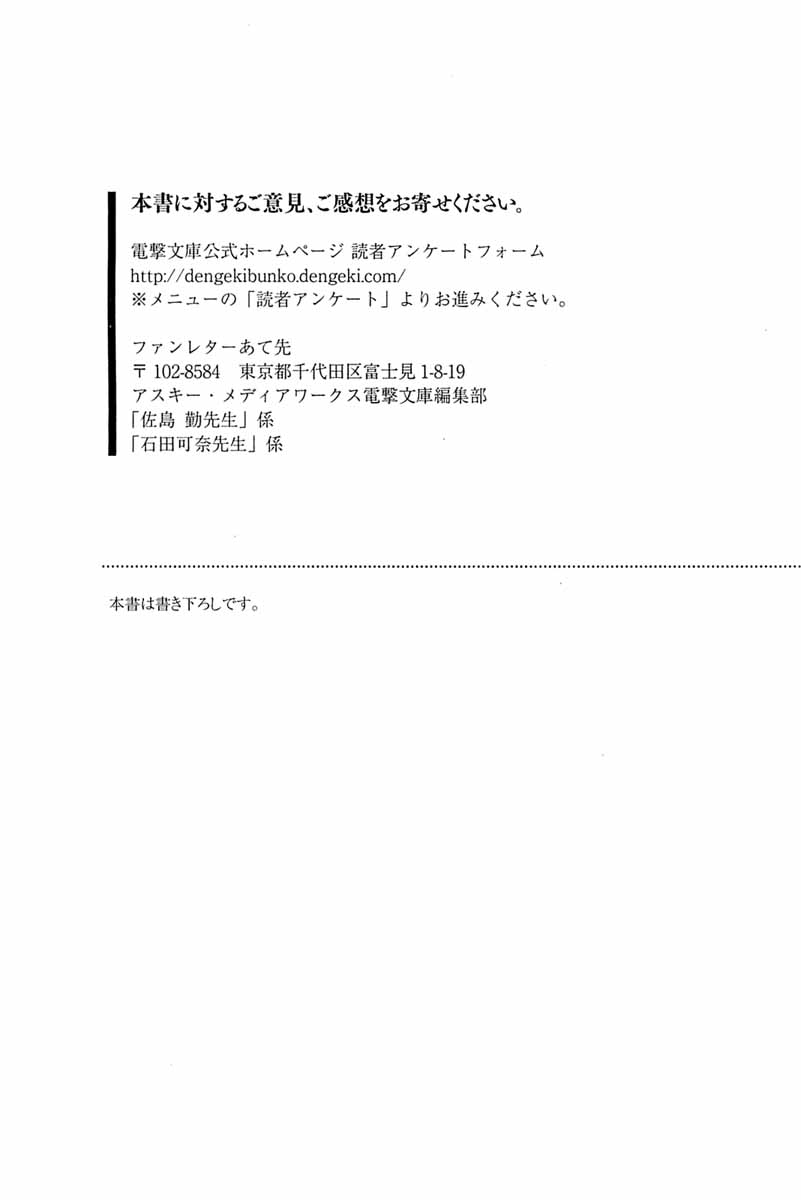 本書に対するご意見、ご感想をお寄せください。
電撃文庫公式ホームページ 読者アンケートフォーム
http://dengekibunko.dengeki.com/
※メニューの「読者アンケート」よりお進みください。
ファンレターあて先
〒102-8584　東京都千代田区富士見 1-8-19
アスキー・メディアワークス電撃文庫編集部
「佐島 勤先生」係
「石田可奈先生」係
本書は書き下ろしです。